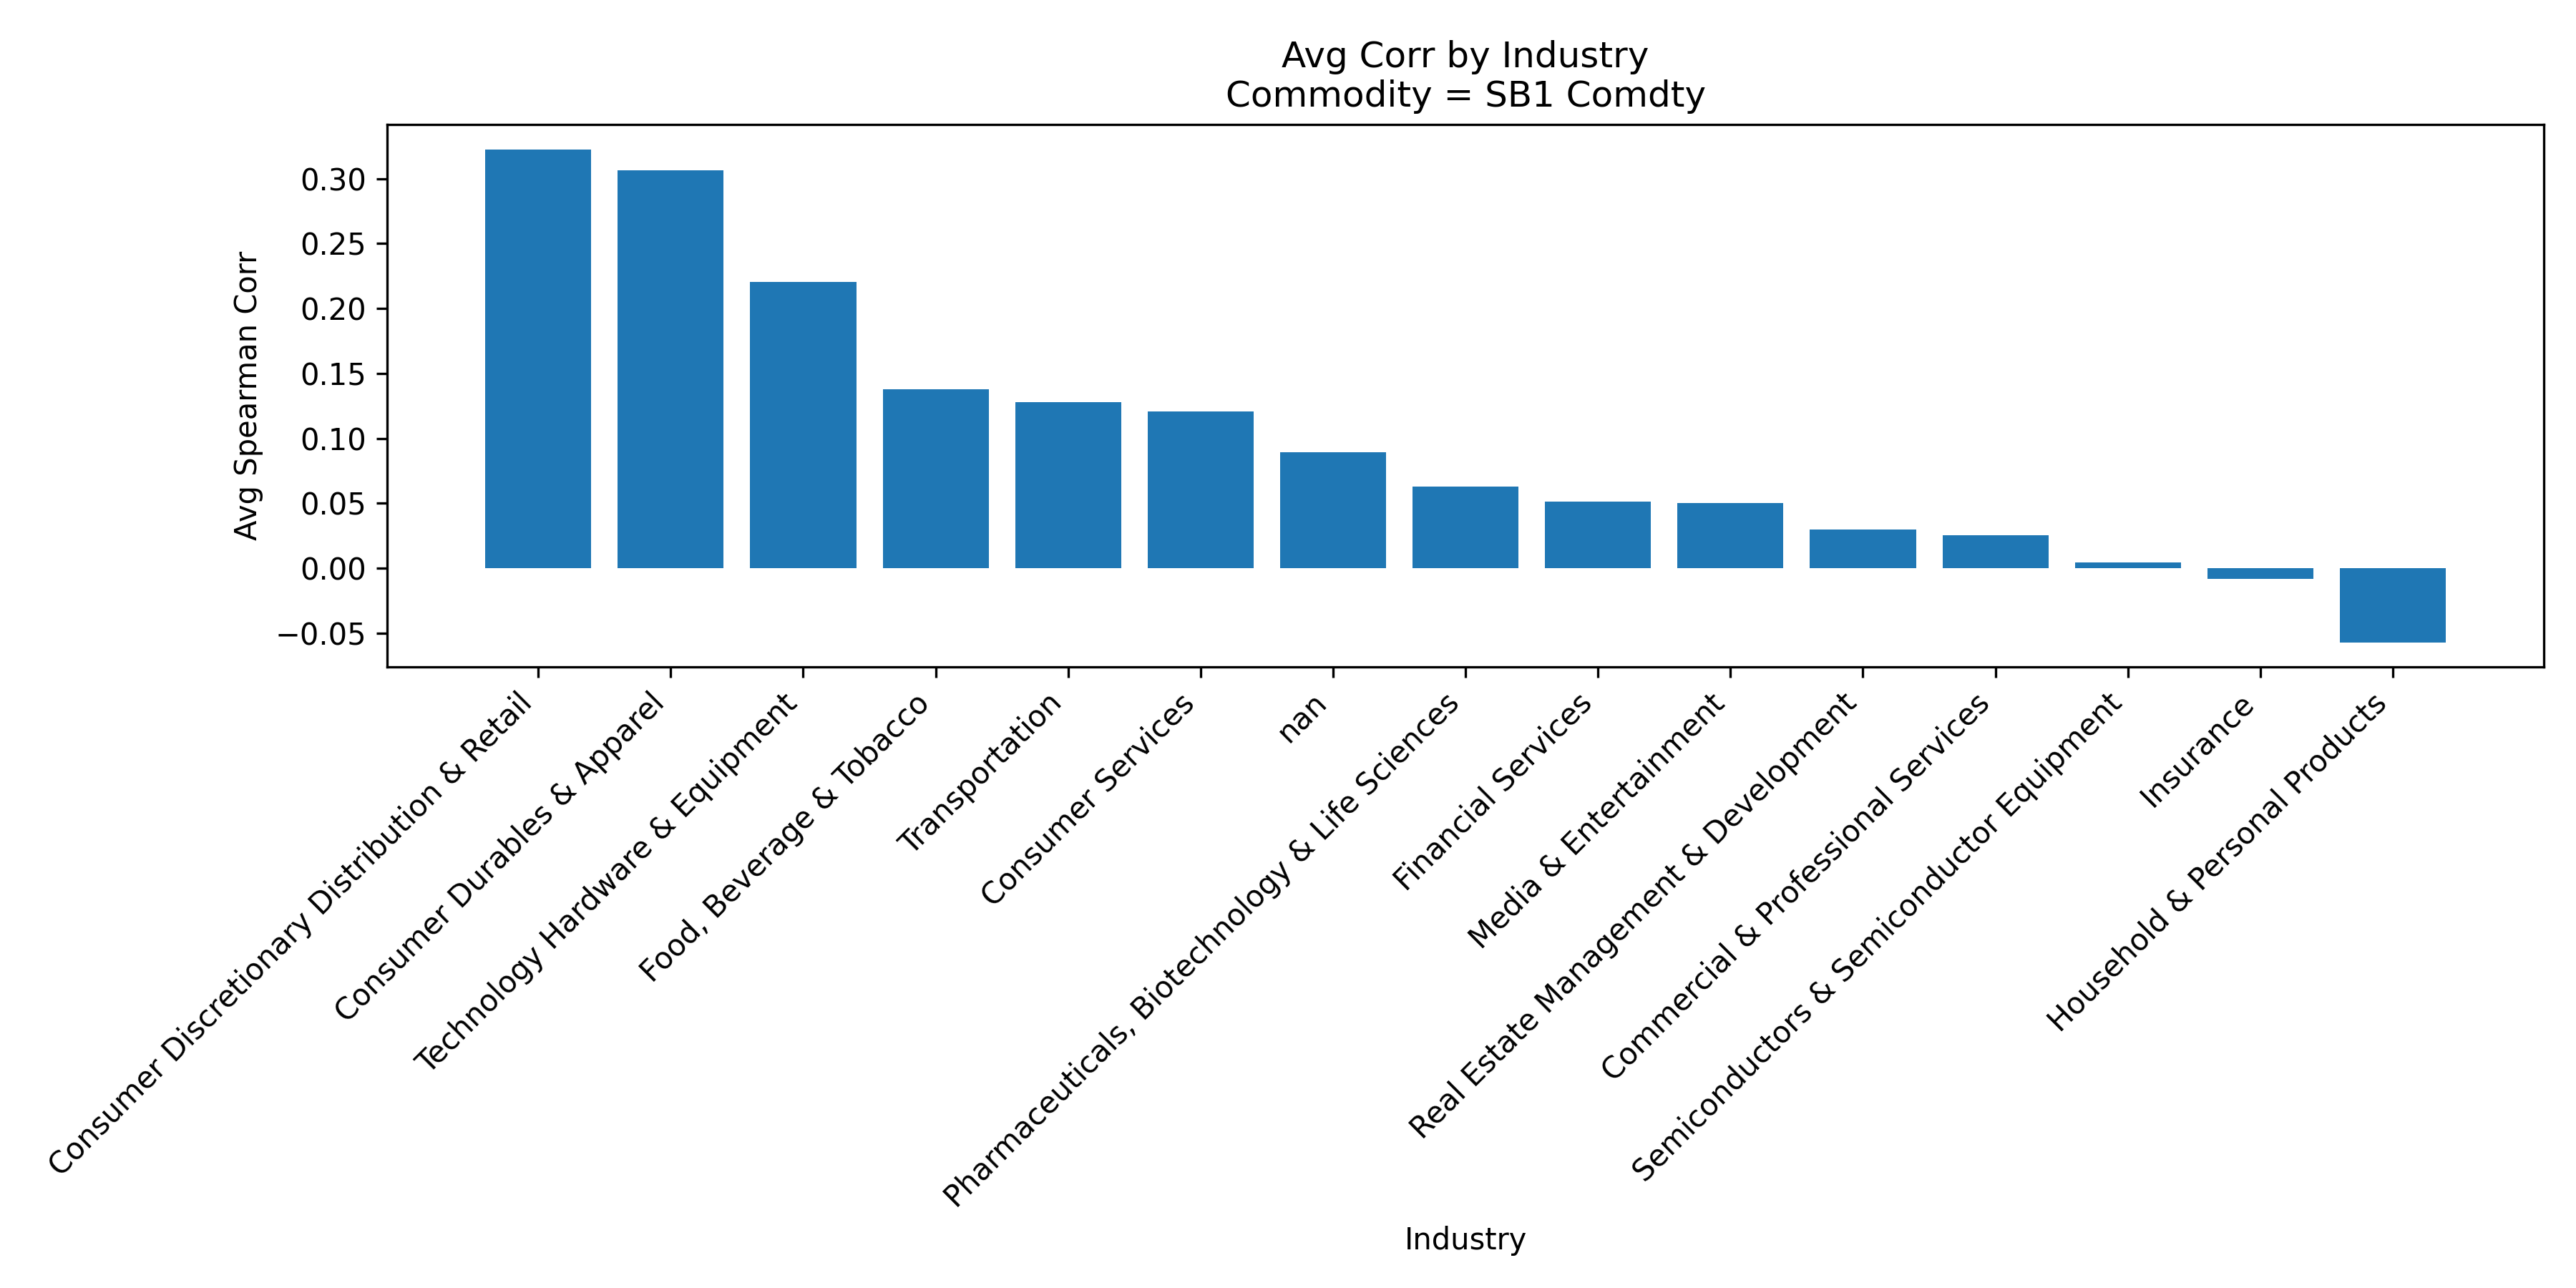 Avg Corr by Industry
Commodity = SB1 Comdty
Avg Spearman Corr
0.30
0.25
0.20
0.15
0.10
0.05
0.00
−0.05
Consumer Discretionary Distribution & Retail
Consumer Durables & Apparel
Technology Hardware & Equipment
Food, Beverage & Tobacco
Transportation
Consumer Services
nan
Pharmaceuticals, Biotechnology & Life Sciences
Financial Services
Media & Entertainment
Real Estate Management & Development
Commercial & Professional Services
Semiconductors & Semiconductor Equipment
Insurance
Household & Personal Products
Industry